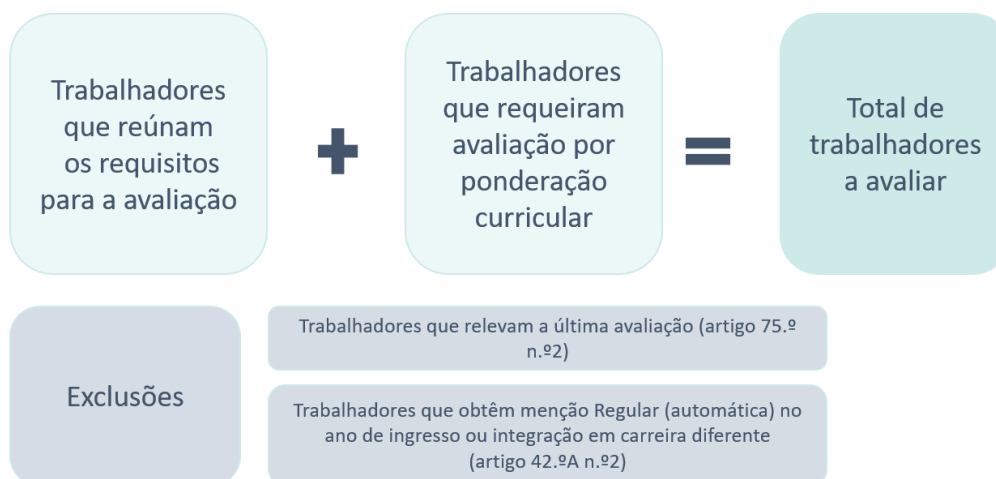 Trabalhadores
que reúnam
os requisitos
para a avaliação
+
Trabalhadores
que requeiram
avaliação por
ponderação
curricular
=
Total de
trabalhadores
a avaliar
Exclusões
Trabalhadores que relevam a última avaliação (artigo 75.º
n.º2)
Trabalhadores que obtêm menção Regular (automática) no
ano de ingresso ou integração em carreira diferente
(artigo 42.ºA n.º2)